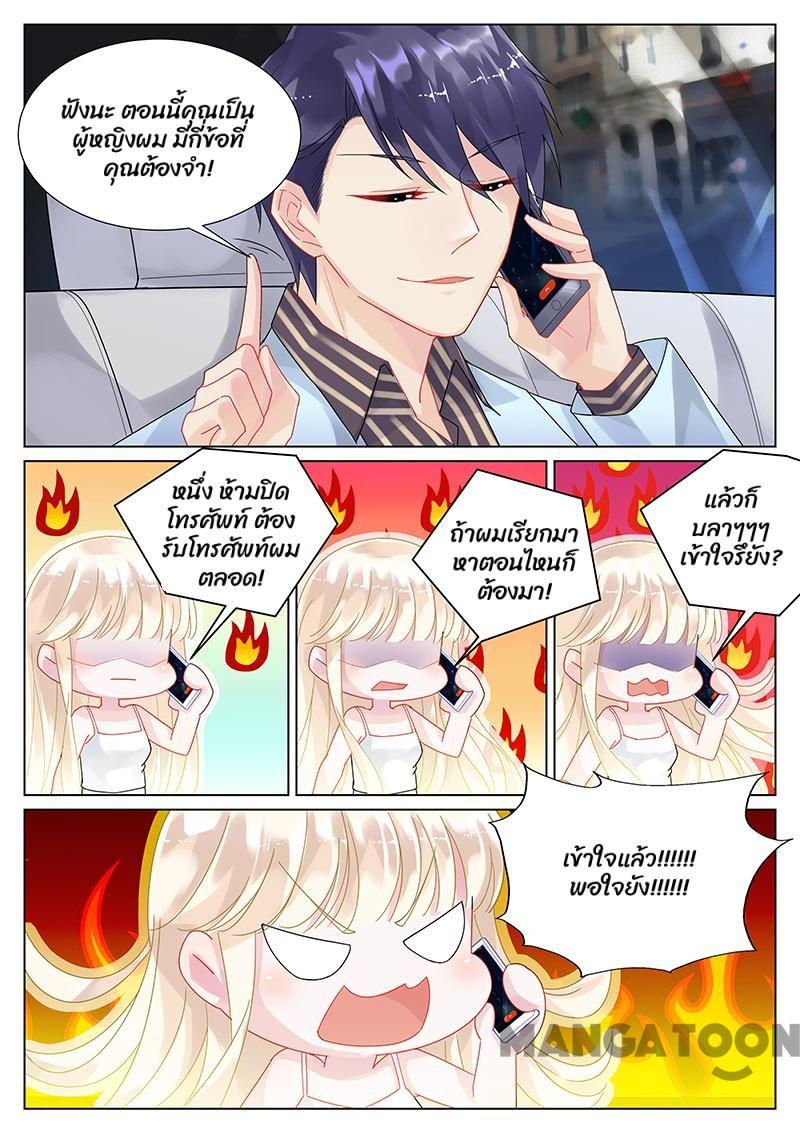 ฟังนะ ตอนนี้คุณเป็น
ผู้หญิงผม มีกี่ข้อที่
คุณต้องจำ!
หนึ่ง ห้ามปิด
โทรศัพท์ ต้อง
รับโทรศัพท์ผม
ตลอด!
ถ้าผมเรียกมา
หาตอนไหนก็
ต้องมา!
แล้วก็
บลาๆๆๆ
เข้าใจรึยัง?
เข้าใจแล้ว!!!!!!
พอใจยัง!!!!!!
MANGATOON